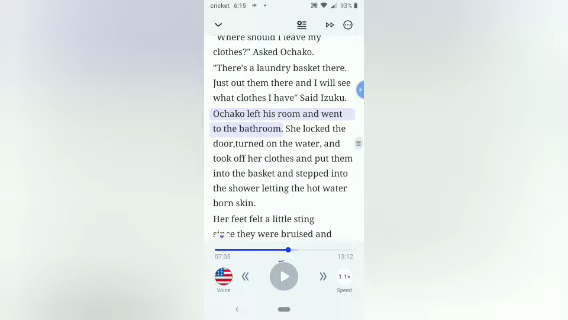 cricket 6:15
93%
"Where should I leave my
clothes?" Asked Ochako.
"There's a laundry basket there.
Just out them there and I will see
what clothes I have" Said Izuku.
Ochako left his room and went
to the bathroom. She locked the
door,turned on the water, and
took off her clothes and put them
into the basket and stepped into
the shower letting the hot water
born skin.
Her feet felt a little sting
since they were bruised and
07:05 13:12
1.1×
Voice Speed